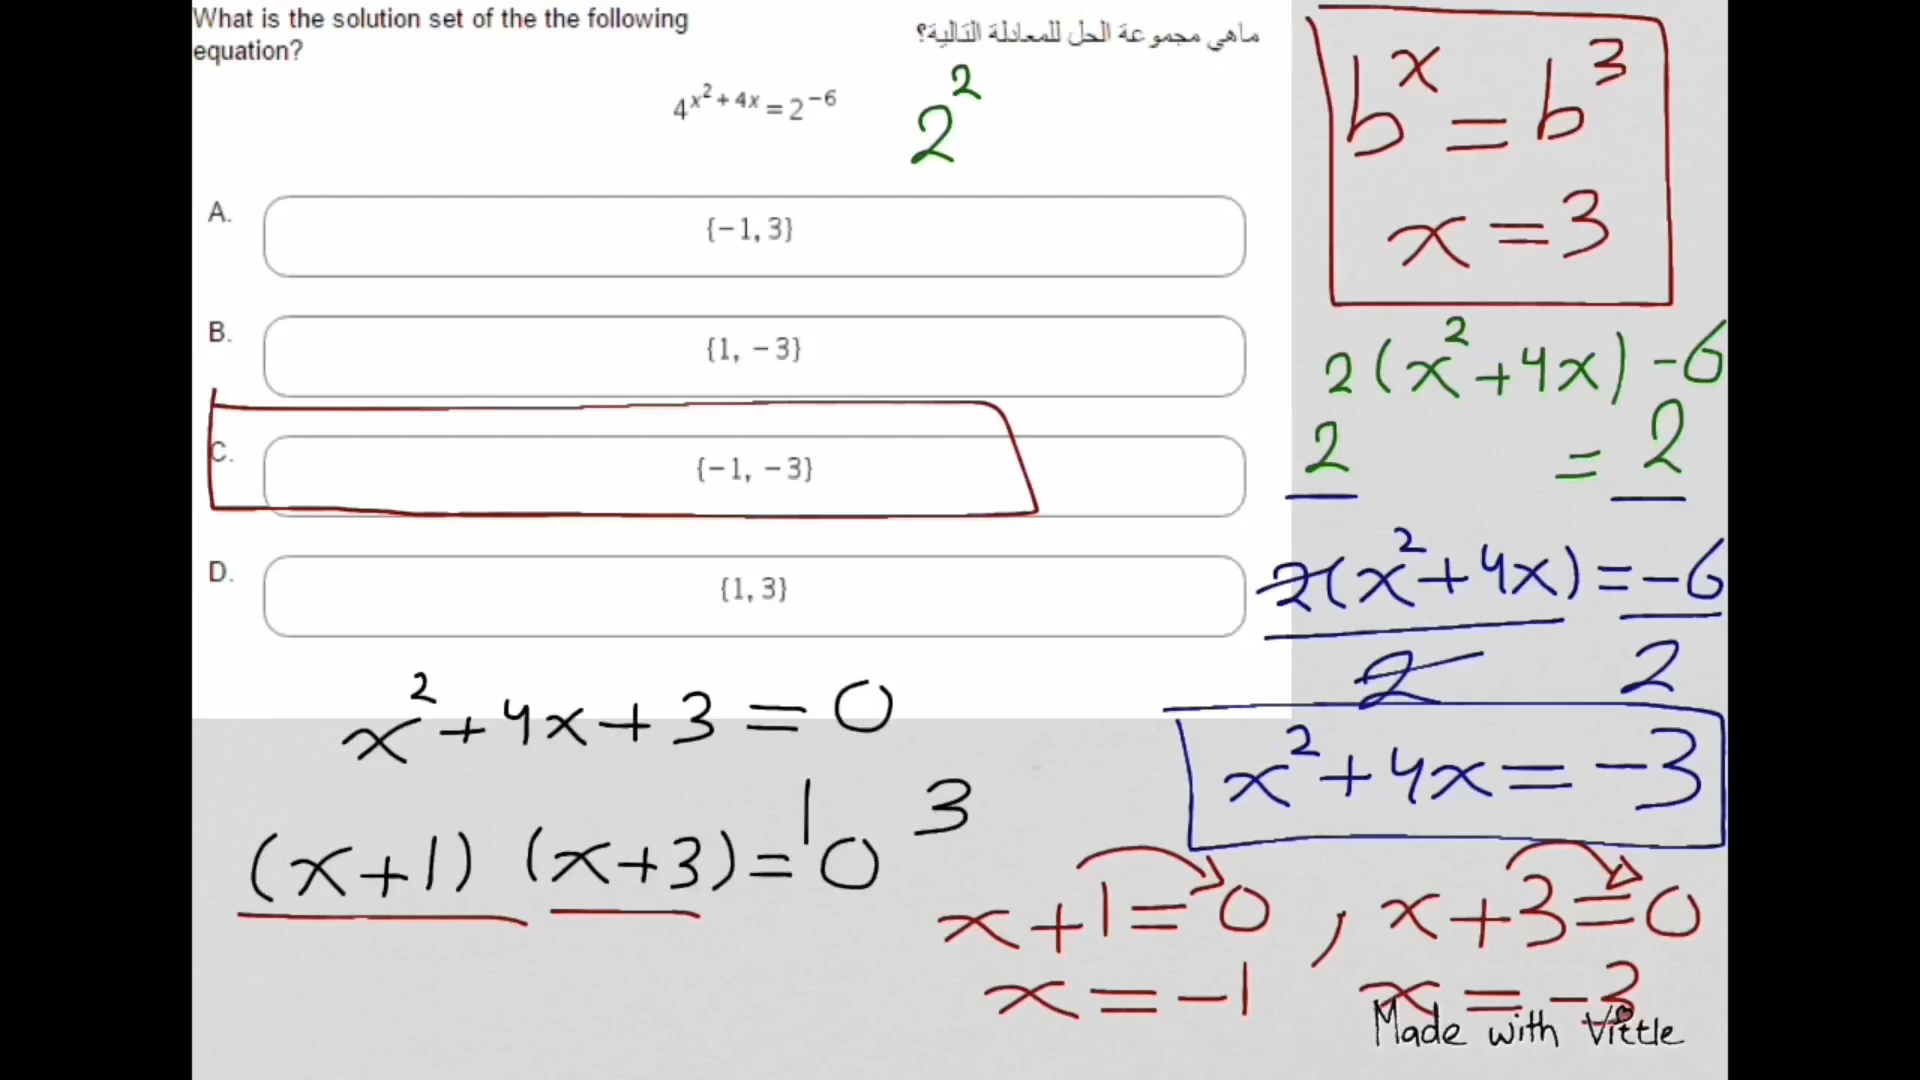 What is the solution set of the the following
equation?
ماهي مجموعة الحل للمعادلة التالية؟
4^{x²+4x} = 2^{-6}
2²
A. {-1, 3}
B. {1, -3}
C. {-1, -3}
D. {1, 3}
b^x = b^3
x = 3
2^{2(x²+4x)} = 2^{-6}
2(x²+4x) = -6
2 2
x²+4x = -3
x²+4x+3 = 0
1 3
(x+1) (x+3) = 0
x+1=0 , x+3=0
x = -1 x = -3
Made with Vittle